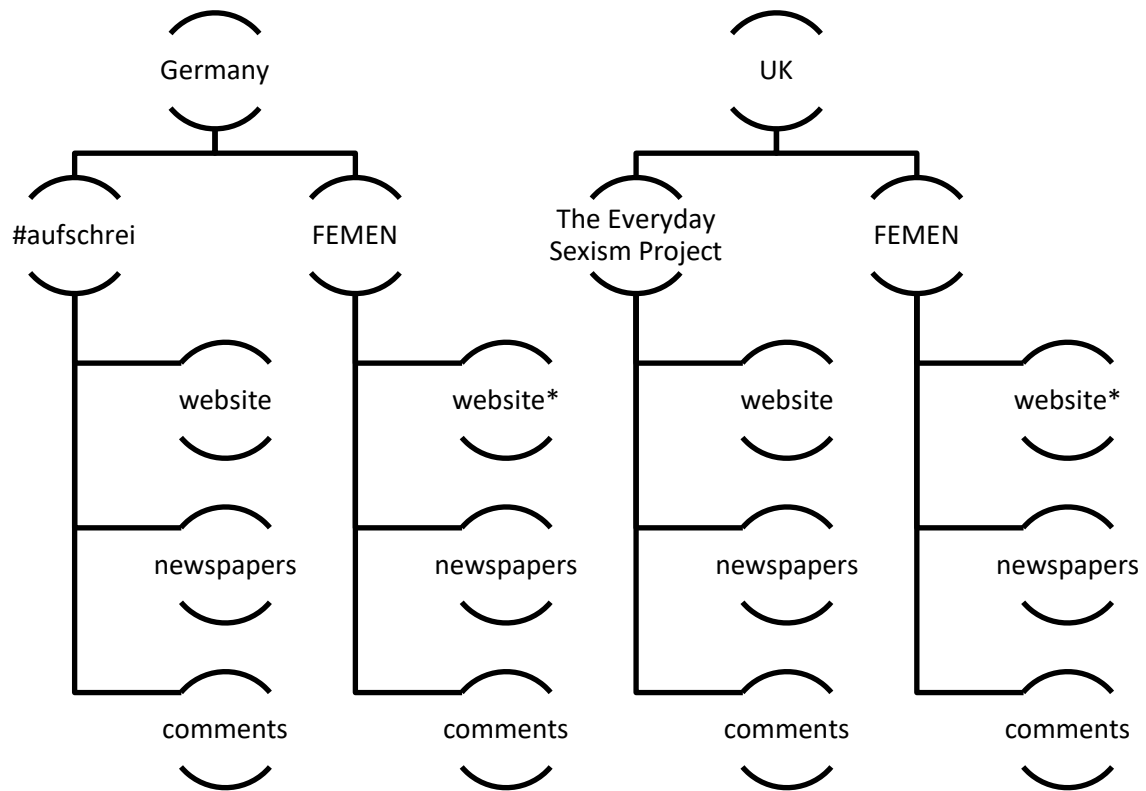 Germany
UK
#aufschrei
FEMEN
The Everyday
Sexism Project
FEMEN
website
website*
website
website*
newspapers
newspapers
newspapers
newspapers
comments
comments
comments
comments